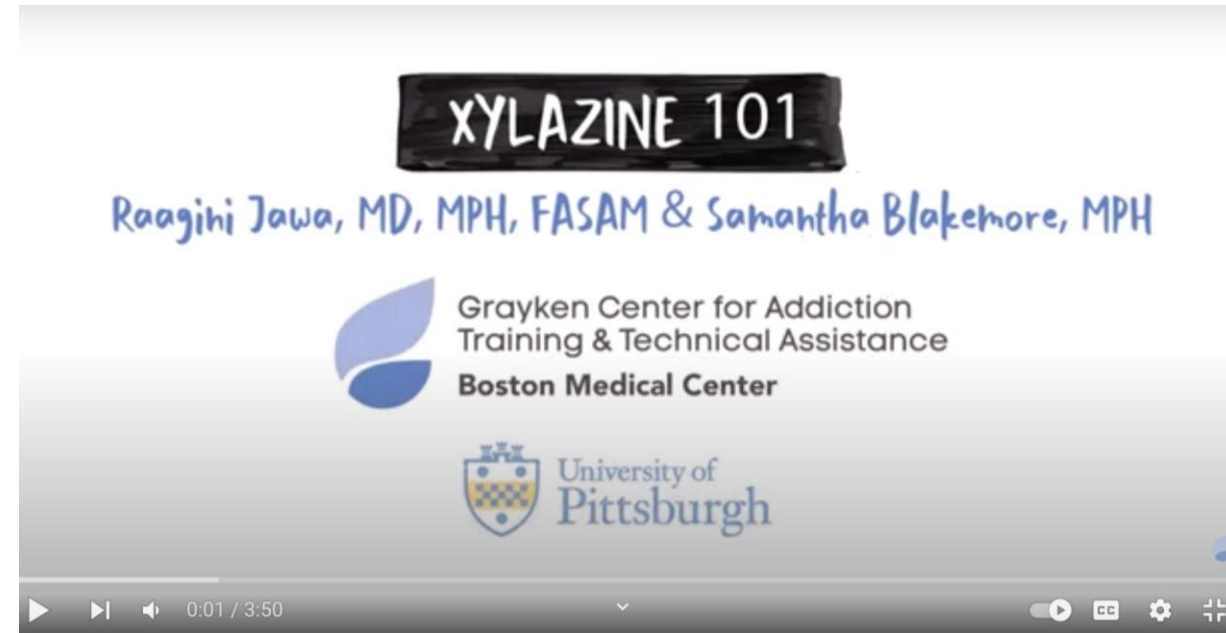 XYLAZINE 101
Raagini Jawa, MD, MPH, FASAM & Samantha Blakemore, MPH
Grayken Center for Addiction
Training & Technical Assistance
Boston Medical Center
University of
Pittsburgh
0:01 / 3:50
CC